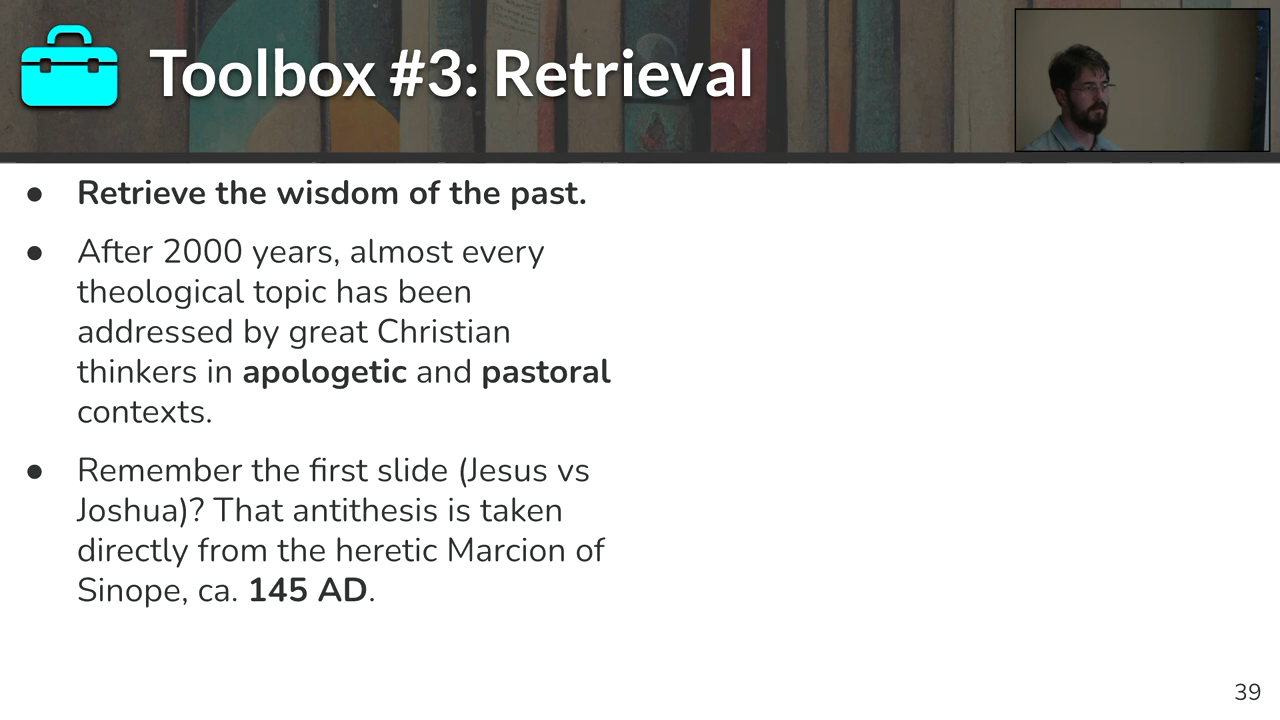 Toolbox #3: Retrieval
● Retrieve the wisdom of the past.
● After 2000 years, almost every
theological topic has been
addressed by great Christian
thinkers in apologetic and pastoral
contexts.
● Remember the first slide (Jesus vs
Joshua)? That antithesis is taken
directly from the heretic Marcion of
Sinope, ca. 145 AD.
39